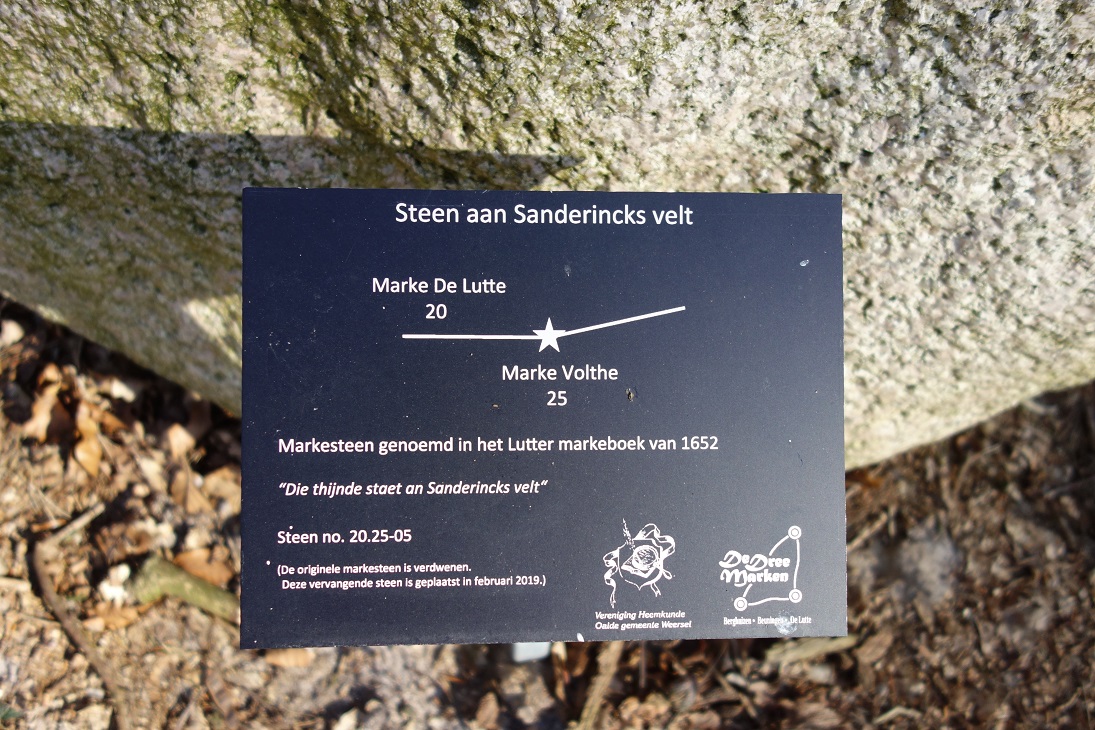 Steen aan Sanderincks velt
Marke De Lutte
20
Marke Volthe
25
Markesteen genoemd in het Lutter markeboek van 1652
“Die thijnde staet an Sanderincks velt“
Steen no. 20.25-05
(De originele markesteen is verdwenen.
Deze vervangende steen is geplaatst in februari 2019.)
Vereniging Heemkunde
Oalde gemeente Weersel
De Dree
Marken
Berghuizen • Beuningen • De Lutte